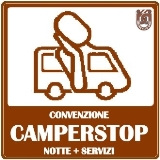 CONVENZIONE
CAMPERSTOP
NOTTE + SERVIZI